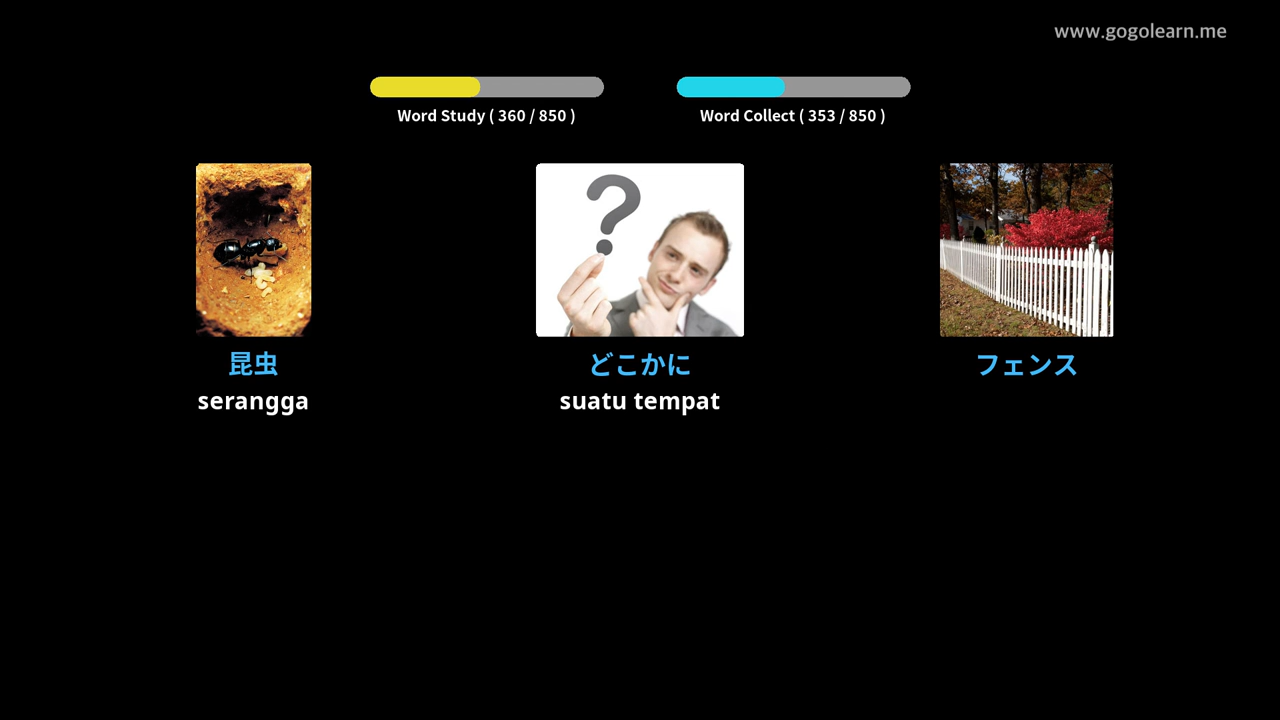 www.gogolearn.me
Word Study ( 360 / 850 )
Word Collect ( 353 / 850 )
昆虫
serangga
どこかに
suatu tempat
フェンス